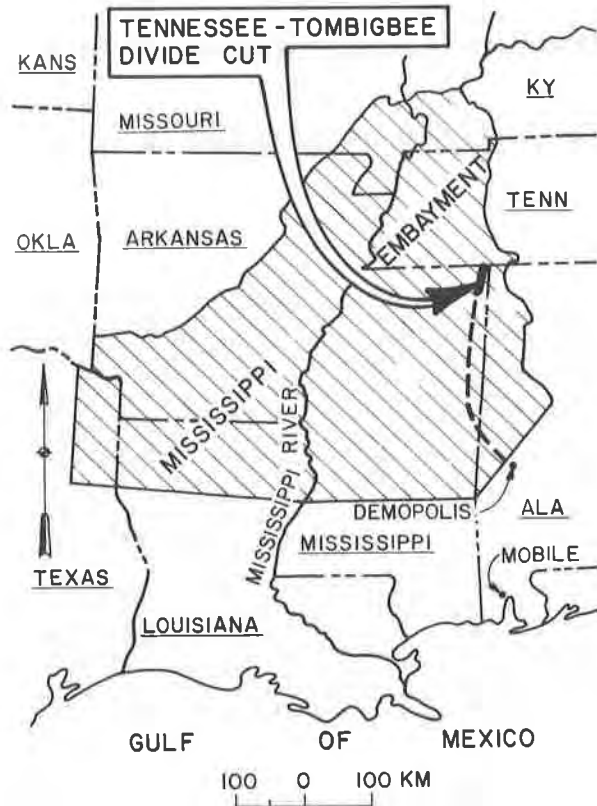 TENNESSEE-TOMBIGBEE
DIVIDE CUT
KANS
KY
MISSOURI
EMBAYMENT
TENN
OKLA
ARKANSAS
MISSISSIPPI
MISSISSIPPI RIVER
DEMOPOLIS
ALA
MISSISSIPPI
MOBILE
TEXAS
LOUISIANA
GULF OF MEXICO
100 0 100 KM